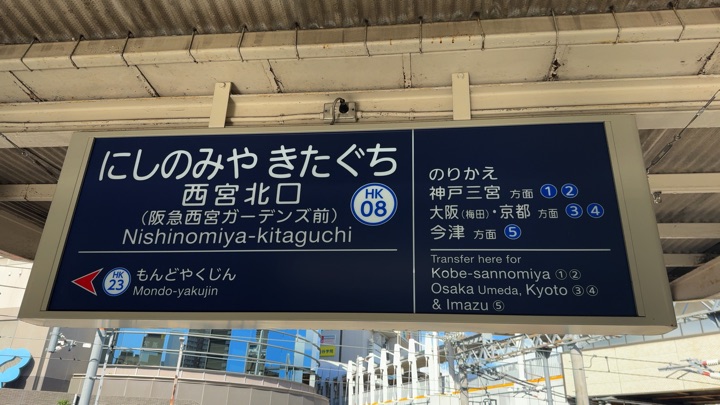 にしのみや きたぐち
西宮北口
(阪急西宮ガーデンズ前)
Nishinomiya-kitaguchi
HK
08
HK
23
もんどやくじん
Mondo-yakujin
のりかえ
神戸三宮 方面 ① ②
大阪(梅田)・京都 方面 ③ ④
今津 方面 ⑤
Transfer here for
Kobe-sannomiya ① ②
Osaka Umeda, Kyoto ③ ④
& Imazu ⑤